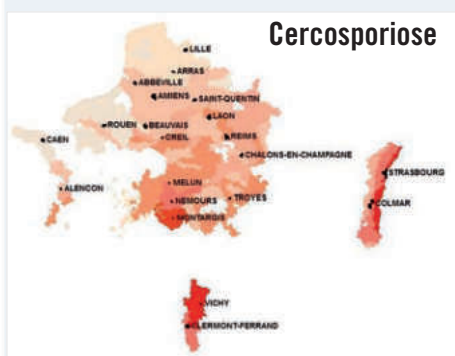 Cercosporiose
LILLE
ARRAS
ABBEVILLE
AMIENS
SAINT-QUENTIN
LAON
ROUEN
BEAUVAIS
REIMS
CAEN
CREIL
CHALONS-EN-CHAMPAGNE
STRASBOURG
ALENCON
MELUN
NEMOURS
TROYES
COLMAR
MONTARGIS
VICHY
CLERMONT-FERRAND